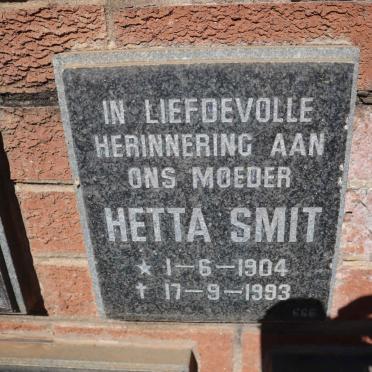 IN LIEFDEVOLLE
HERINNERING AAN
ONS MOEDER
HETTA SMIT
★ 1-6-1904
✝ 17-9-1993